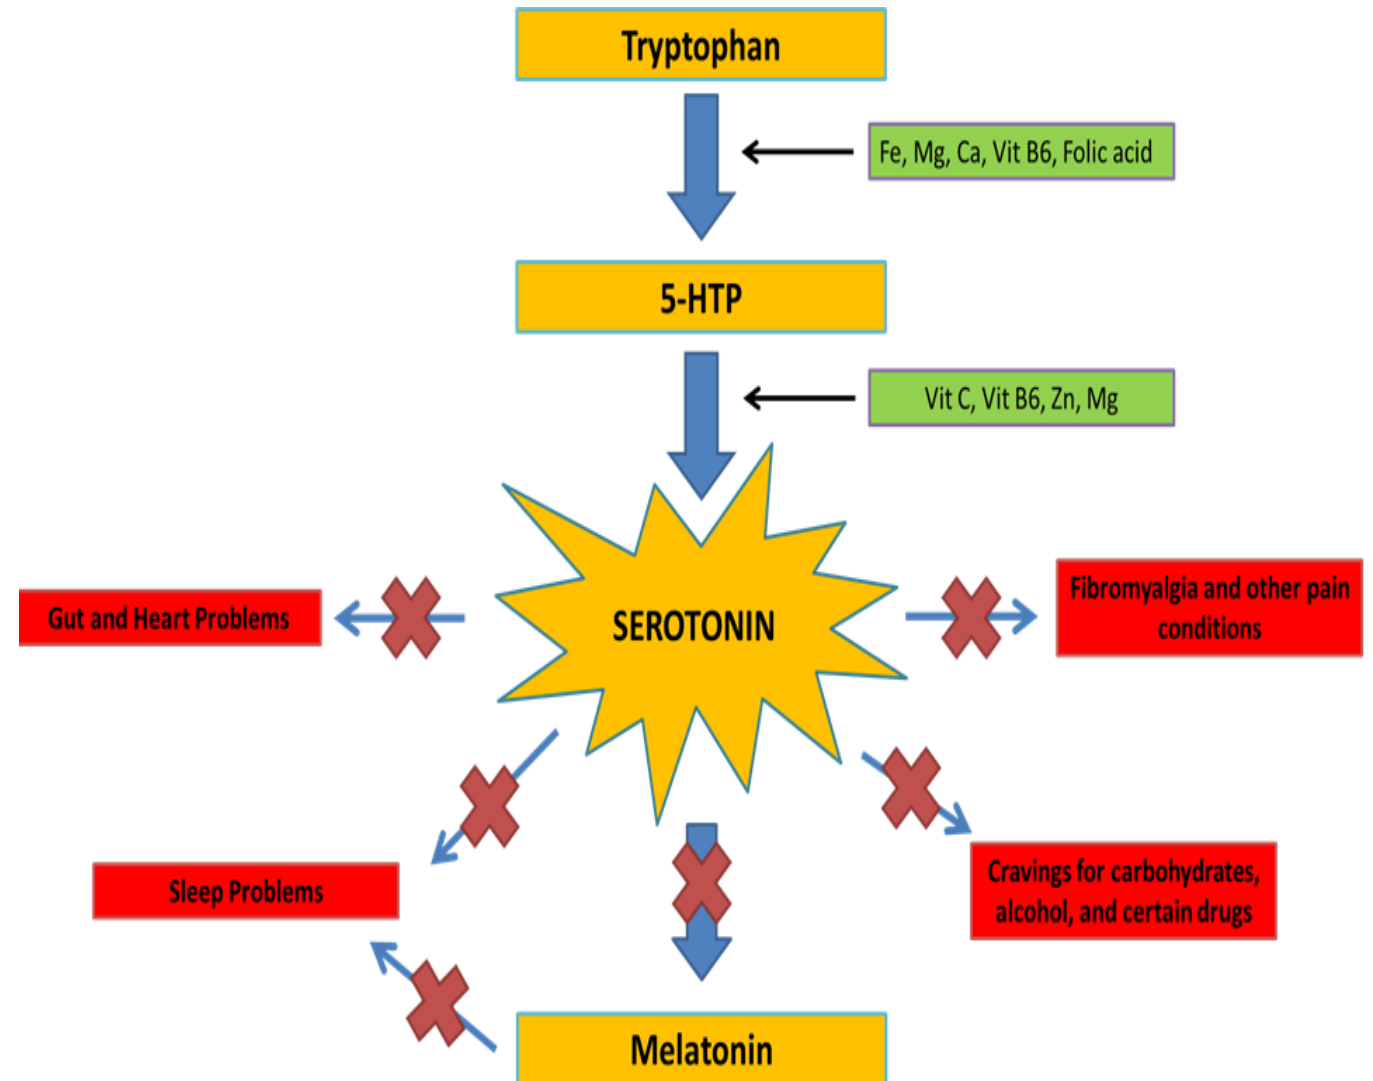 Tryptophan
Fe, Mg, Ca, Vit B6, Folic acid
5-HTP
Vit C, Vit B6, Zn, Mg
SEROTONIN
Gut and Heart Problems
Fibromyalgia and other pain
conditions
Sleep Problems
Cravings for carbohydrates,
alcohol, and certain drugs
Melatonin